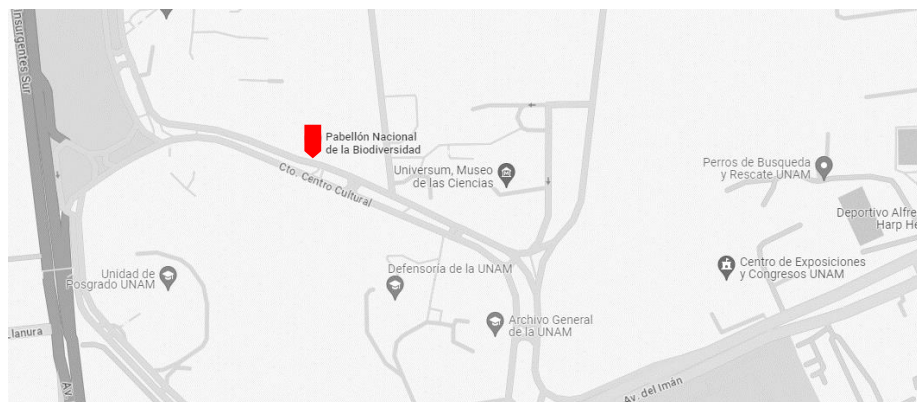 Insurgentes Sur
Pabellón Nacional
de la Biodiversidad
Cto. Centro Cultural
Universum, Museo
de las Ciencias
Perros de Busqueda
y Rescate UNAM
Deportivo Alfre
Harp He
Unidad de
Posgrado UNAM
Defensoría de la UNAM
Centro de Exposiciones
y Congresos UNAM
Archivo General
de la UNAM
Llanura
Av. del Imán
Av.